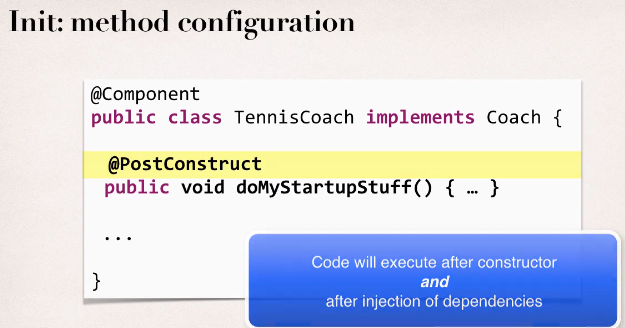 Init: method configuration
@Component
public class TennisCoach implements Coach {
@PostConstruct
public void doMyStartupStuff() { … }
...
}
Code will execute after constructor
and
after injection of dependencies